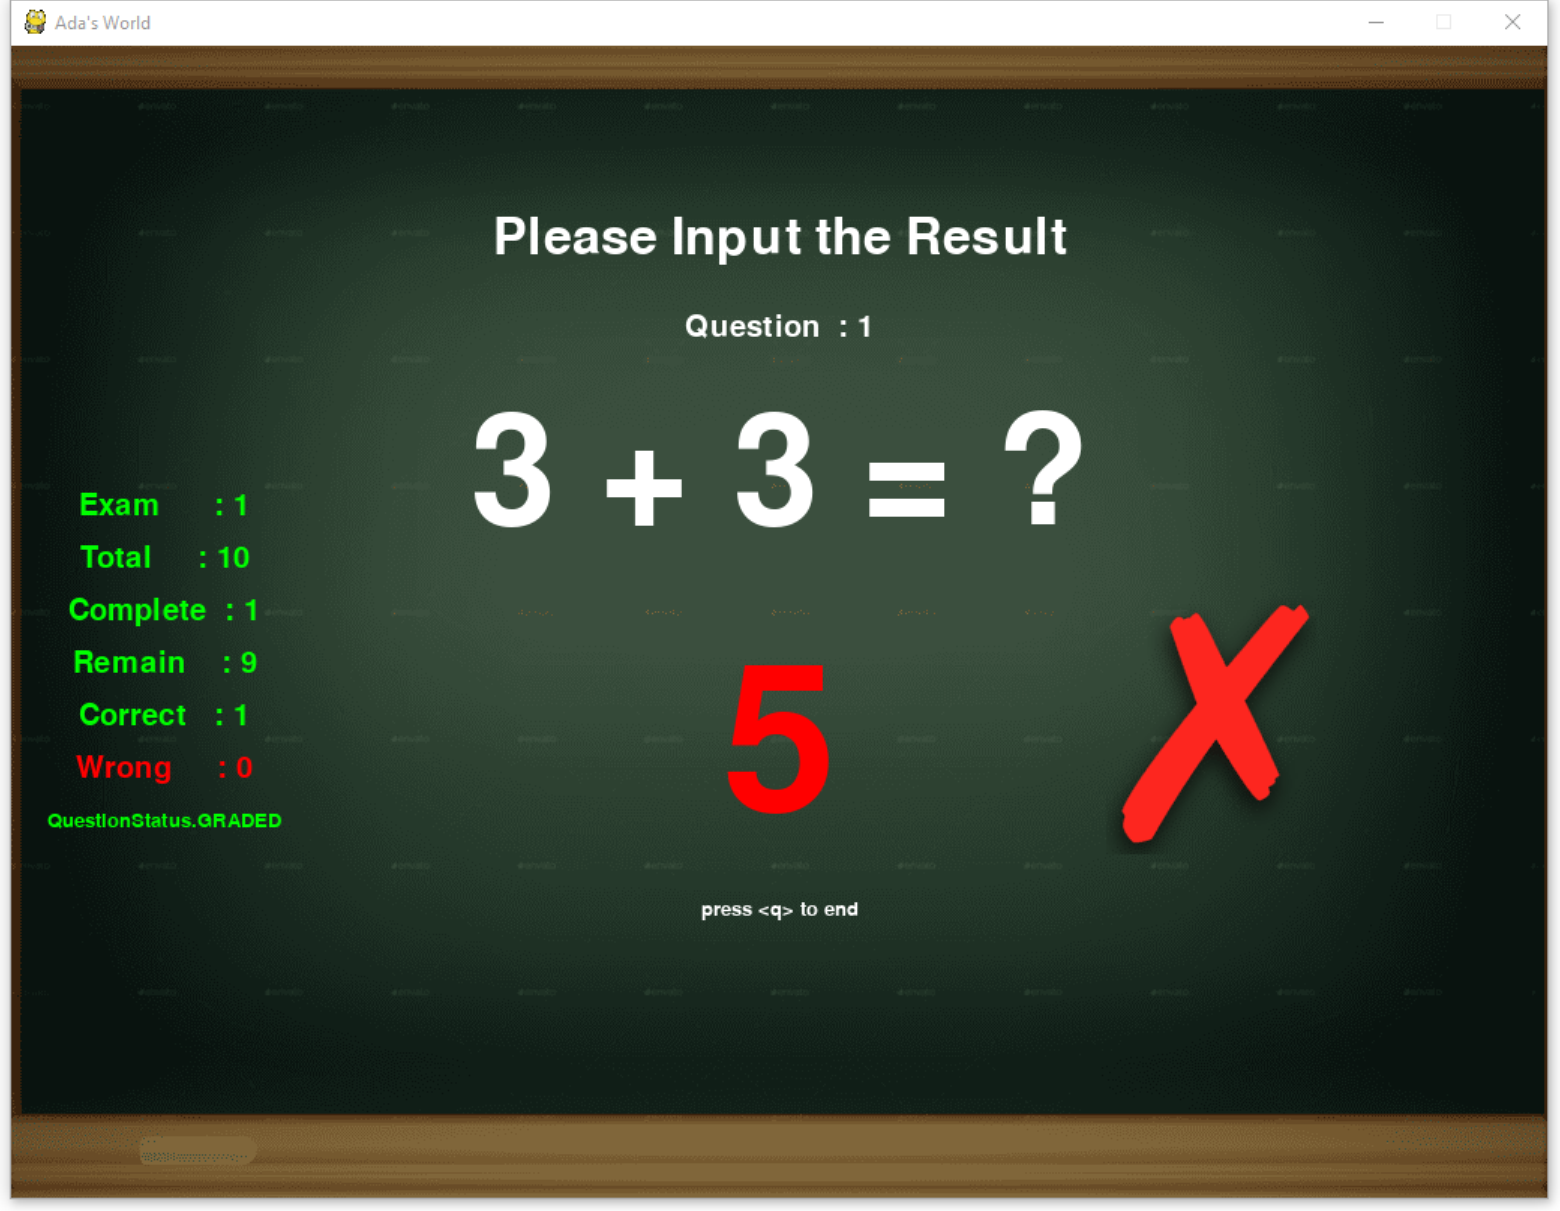 Ada's World
Please Input the Result
Question : 1
3 + 3 = ?
Exam : 1
Total : 10
Complete : 1
Remain : 9
Correct : 1
Wrong : 0
QuestionStatus.GRADED
5
press <q> to end
envato